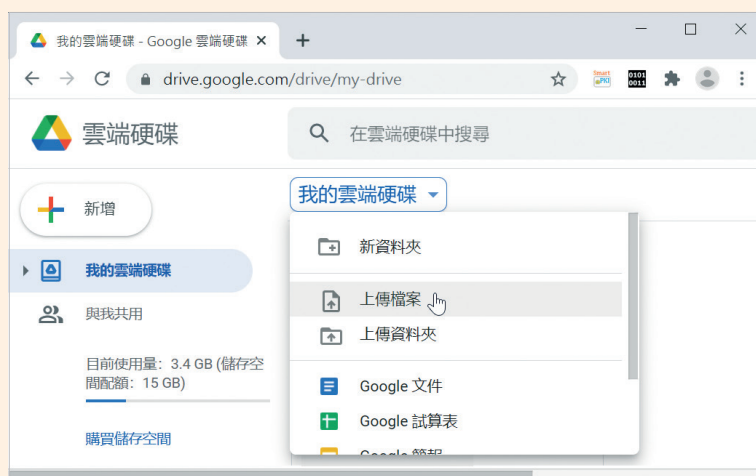 我的雲端硬碟 - Google 雲端硬碟
drive.google.com/drive/my-drive
Smart
PKI
0101
0011
雲端硬碟
在雲端硬碟中搜尋
新增
我的雲端硬碟
我的雲端硬碟
新資料夾
與我共用
上傳檔案
上傳資料夾
目前使用量：3.4 GB (儲存空
間配額：15 GB)
購買儲存空間
Google 文件
Google 試算表
Google 簡報